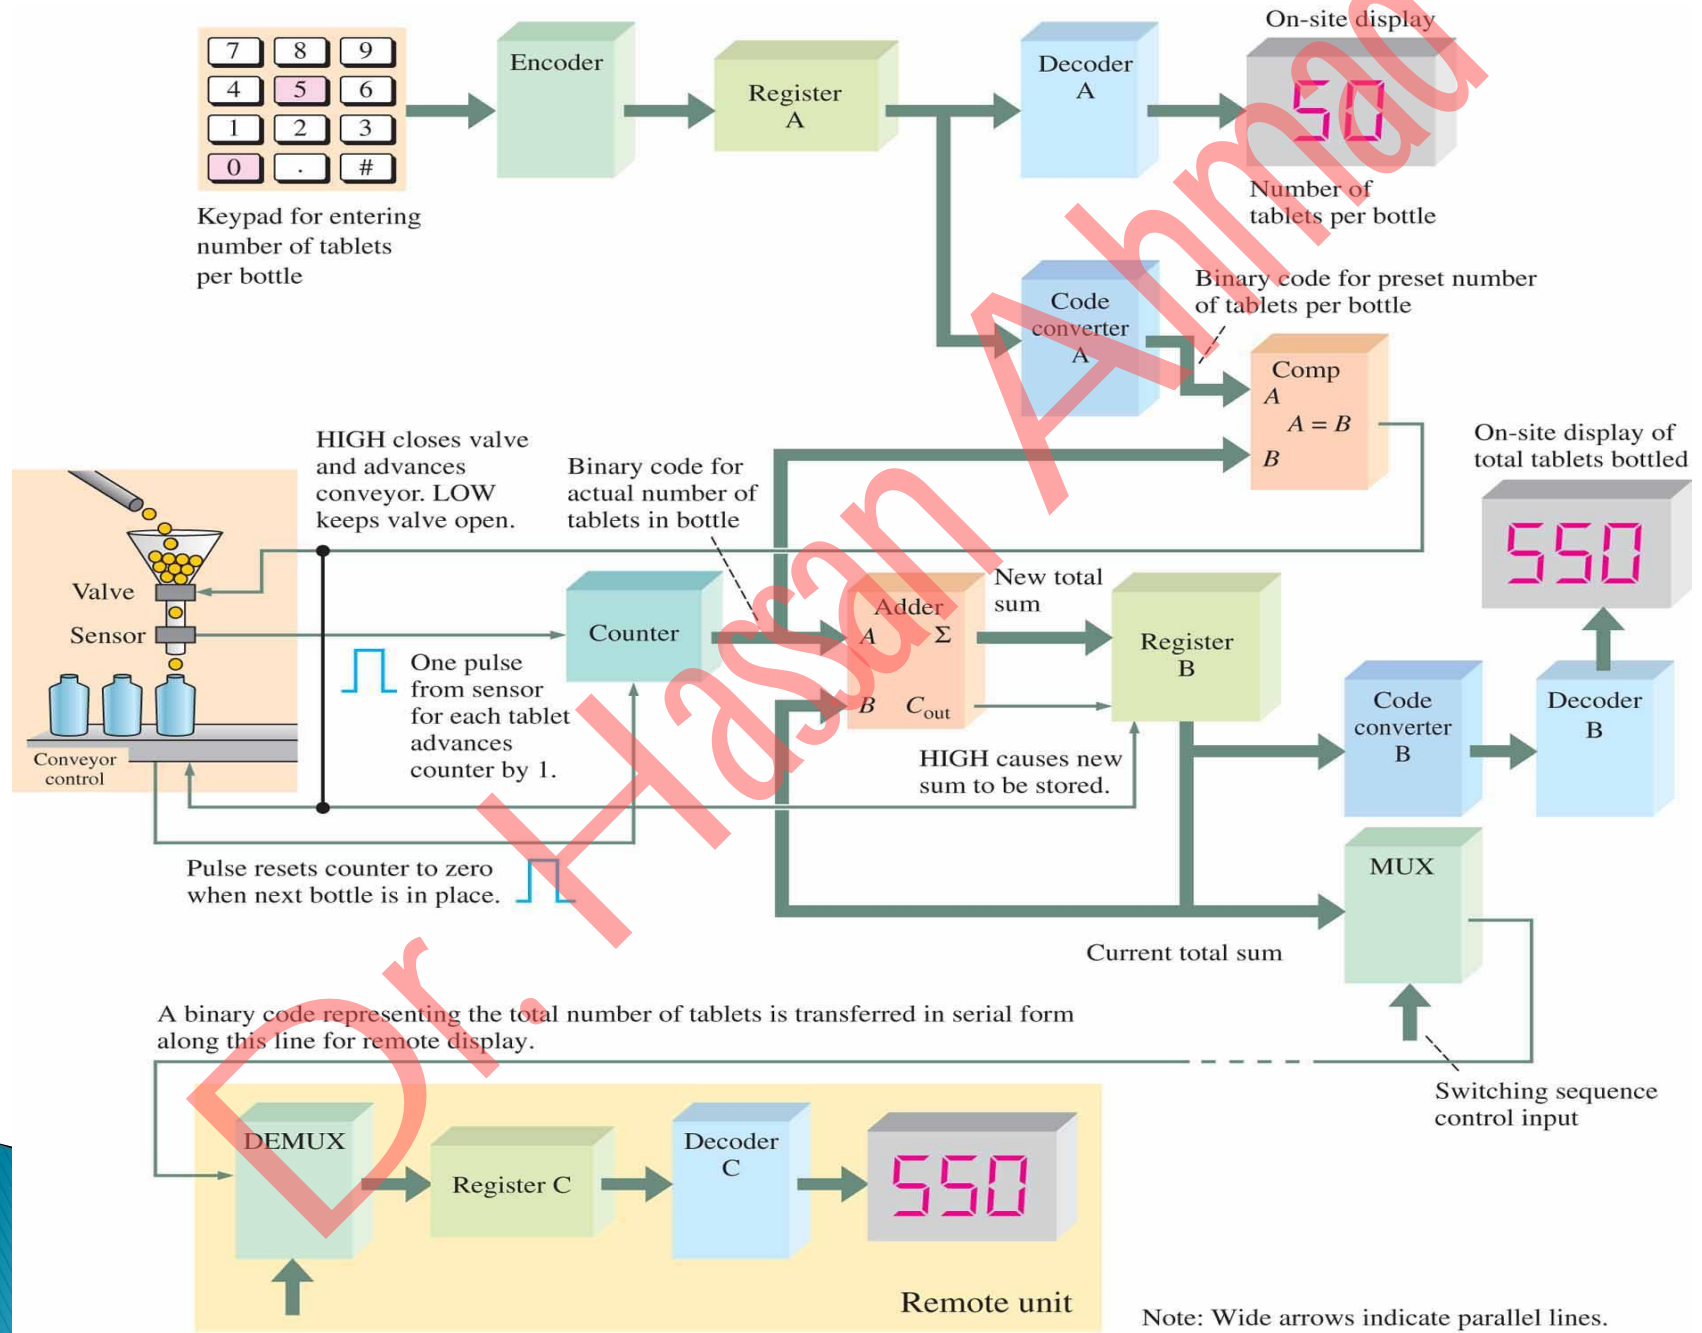 On-site display
7 8 9
4 5 6
1 2 3
0 . #
Keypad for entering
number of tablets
per bottle
Encoder
Register
A
Decoder
A
50
Number of
tablets per bottle
Code
converter
A
Binary code for preset number
of tablets per bottle
Comp
A
A = B
B
HIGH closes valve
and advances
conveyor. LOW
keeps valve open.
Binary code for
actual number of
tablets in bottle
On-site display of
total tablets bottled
550
Valve
Sensor
Conveyor
control
One pulse
from sensor
for each tablet
advances
counter by 1.
Counter
Adder
A Σ
B Cout
New total
sum
Register
B
HIGH causes new
sum to be stored.
Code
converter
B
Decoder
B
Pulse resets counter to zero
when next bottle is in place.
MUX
Current total sum
Switching sequence
control input
A binary code representing the total number of tablets is transferred in serial form
along this line for remote display.
DEMUX
Register C
Decoder
C
550
Remote unit
Note: Wide arrows indicate parallel lines.
Dr. Hasan Ahmad